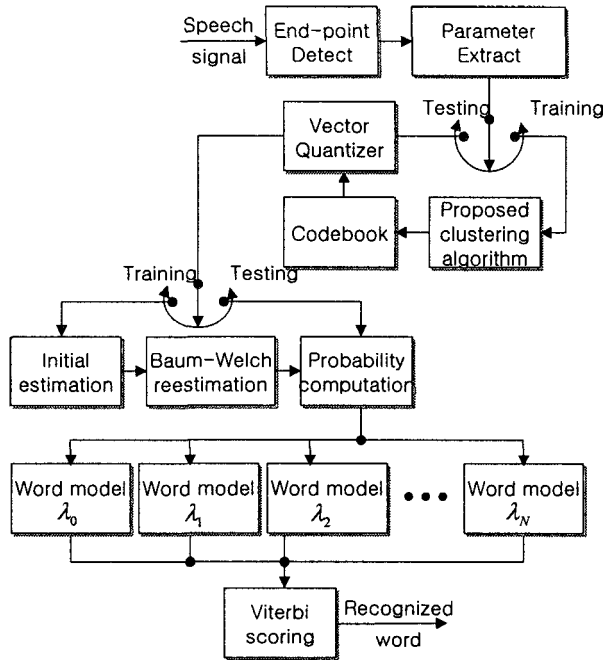 Speech
signal
End-point
Detect
Parameter
Extract
Testing
Training
Vector
Quantizer
Codebook
Proposed
clustering
algorithm
Training
Testing
Initial
estimation
Baum-Welch
reestimation
Probability
computation
Word model
λ₀
Word model
λ₁
Word model
λ₂
•••
Word model
λ_N
Viterbi
scoring
Recognized
word